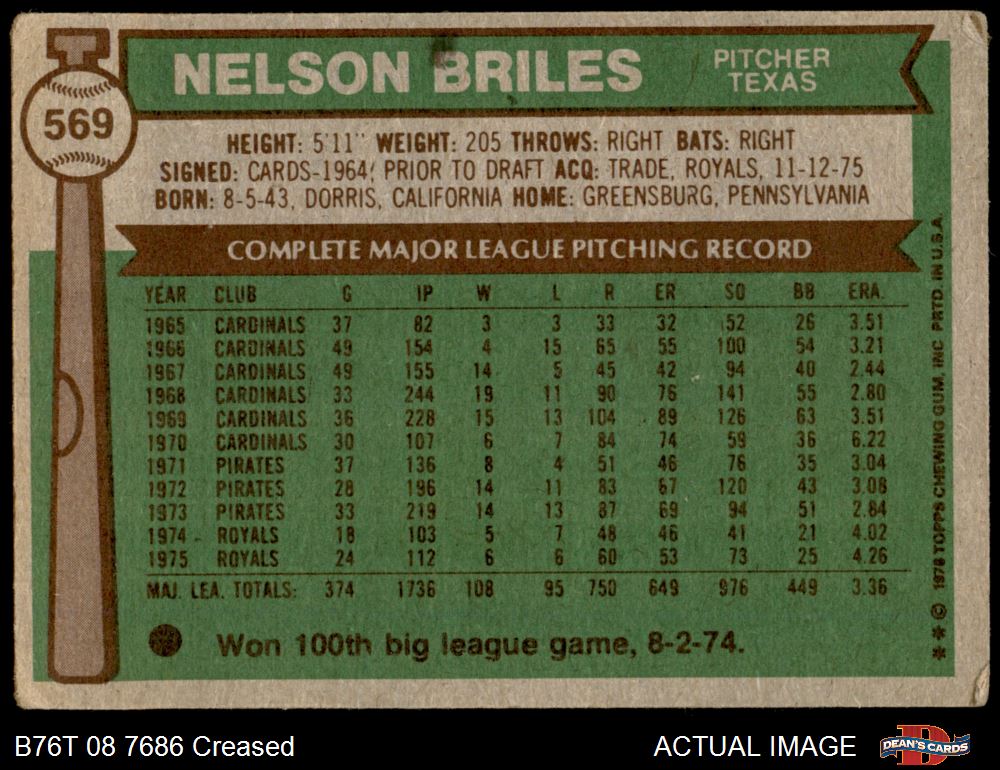 569
NELSON BRILES
PITCHER
TEXAS
HEIGHT: 5'11" WEIGHT: 205 THROWS: RIGHT BATS: RIGHT
SIGNED: CARDS-1964; PRIOR TO DRAFT ACQ: TRADE, ROYALS, 11-12-75
BORN: 8-5-43, DORRIS, CALIFORNIA HOME: GREENSBURG, PENNSYLVANIA
COMPLETE MAJOR LEAGUE PITCHING RECORD
YEAR CLUB G IP W L R ER SO BB ERA.
1965 CARDINALS 37 82 3 3 33 32 52 26 3.51
1966 CARDINALS 49 154 4 15 65 55 100 54 3.21
1967 CARDINALS 49 155 14 5 45 42 94 40 2.44
1968 CARDINALS 33 244 19 11 90 76 141 55 2.80
1969 CARDINALS 36 228 15 13 104 89 126 63 3.51
1970 CARDINALS 30 107 6 7 84 74 59 36 6.22
1971 PIRATES 37 136 8 4 51 46 76 35 3.04
1972 PIRATES 28 196 14 11 83 67 120 43 3.08
1973 PIRATES 33 219 14 13 87 69 94 51 2.84
1974 ROYALS 18 103 5 7 48 46 41 21 4.02
1975 ROYALS 24 112 6 6 60 53 73 25 4.26
MAJ. LEA. TOTALS: 374 1736 108 95 750 649 976 449 3.36
Won 100th big league game, 8-2-74.
** © 1976 TOPPS CHEWING GUM, INC PRTD. IN U.S.A.
B76T 08 7686 Creased
ACTUAL IMAGE
D
DEAN'S CARDS